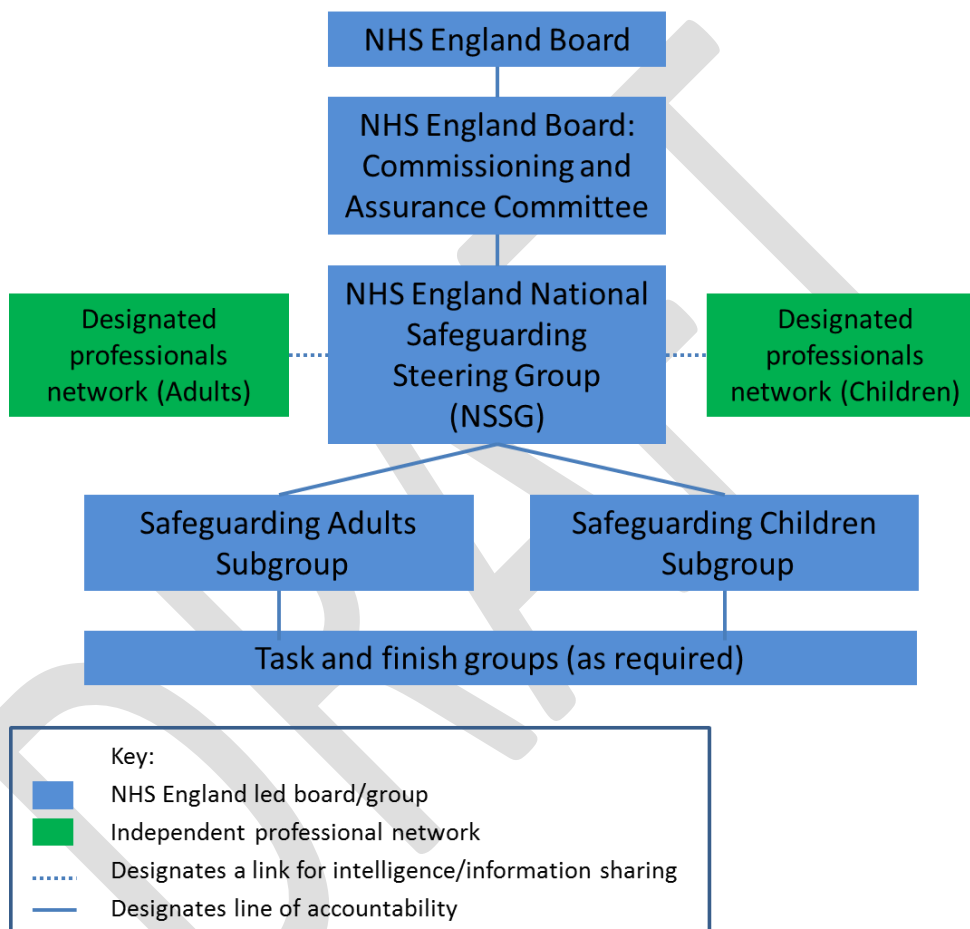 NHS England Board
NHS England Board:
Commissioning and
Assurance Committee
NHS England National
Safeguarding
Steering Group
(NSSG)
Designated
professionals
network (Adults)
Designated
professionals
network (Children)
Safeguarding Adults
Subgroup
Safeguarding Children
Subgroup
Task and finish groups (as required)
Key:
NHS England led board/group
Independent professional network
Designates a link for intelligence/information sharing
Designates line of accountability
DRAFT